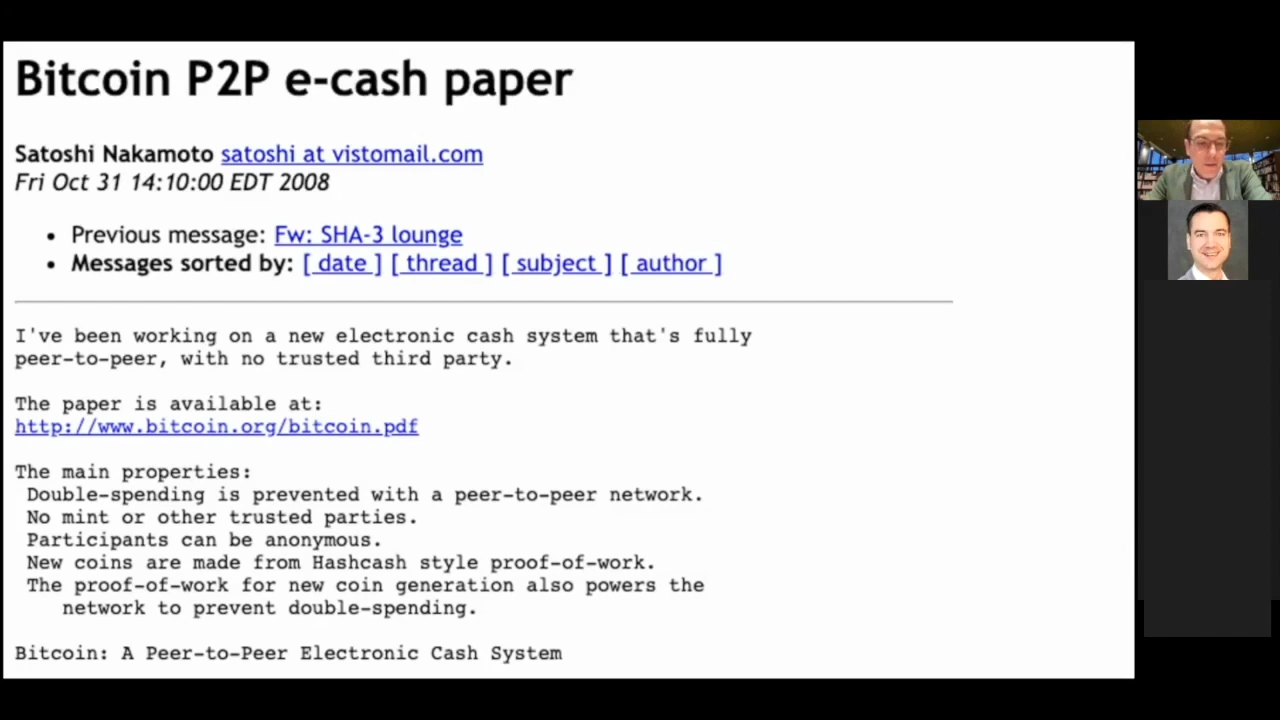 Bitcoin P2P e-cash paper
Satoshi Nakamoto satoshi at vistomail.com
Fri Oct 31 14:10:00 EDT 2008
• Previous message: Fw: SHA-3 lounge
• Messages sorted by: [ date ] [ thread ] [ subject ] [ author ]
I've been working on a new electronic cash system that's fully
peer-to-peer, with no trusted third party.
The paper is available at:
http://www.bitcoin.org/bitcoin.pdf
The main properties:
Double-spending is prevented with a peer-to-peer network.
No mint or other trusted parties.
Participants can be anonymous.
New coins are made from Hashcash style proof-of-work.
The proof-of-work for new coin generation also powers the
network to prevent double-spending.
Bitcoin: A Peer-to-Peer Electronic Cash System